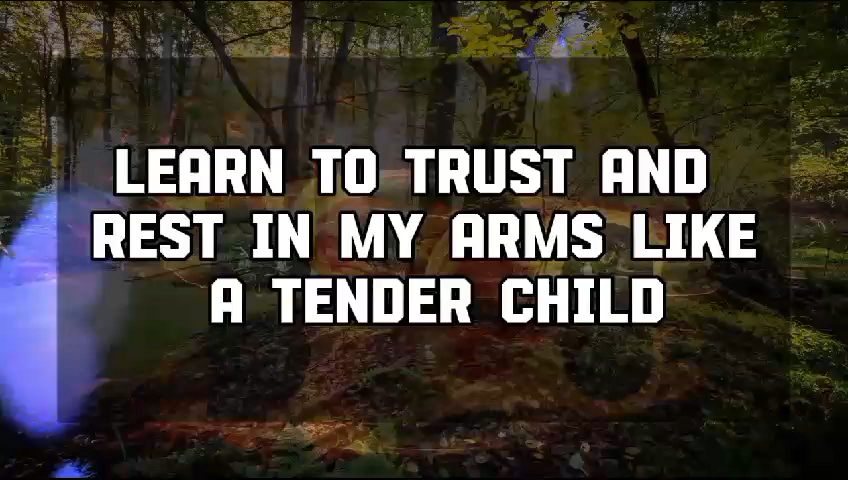 LEARN TO TRUST AND
REST IN MY ARMS LIKE
A TENDER CHILD